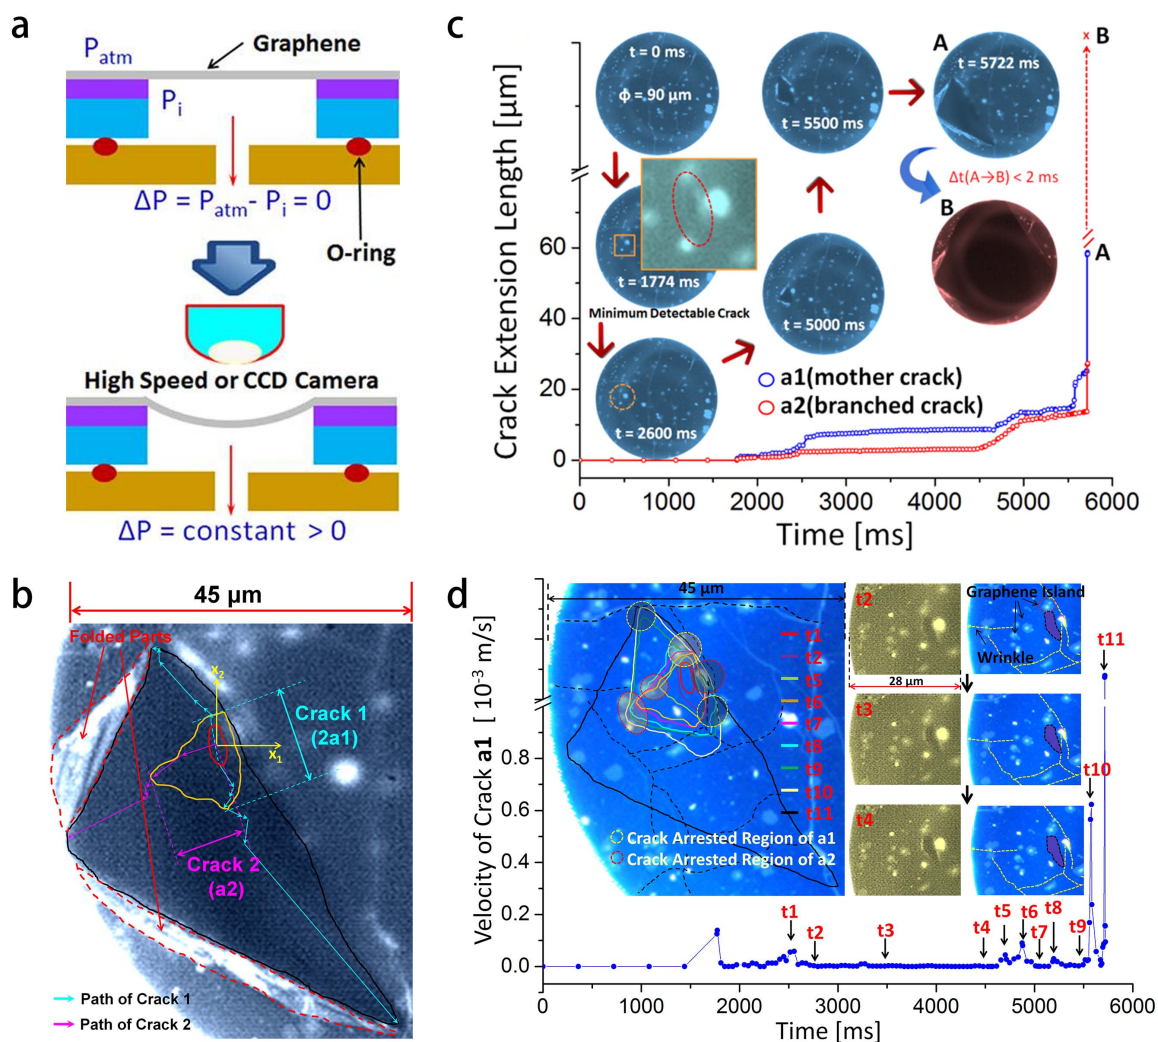 a
P_atm
Graphene
P_i
ΔP = P_atm - P_i = 0
O-ring
High Speed or CCD Camera
ΔP = constant > 0
b
45 µm
Folded Parts
x_2
x_1
Crack 1
(2a1)
Crack 2
(a2)
Path of Crack 1
Path of Crack 2
c
Crack Extension Length [µm]
60
40
20
0
t = 0 ms
ϕ = 90 µm
t = 1774 ms
Minimum Detectable Crack
t = 2600 ms
t = 5000 ms
t = 5500 ms
A
t = 5722 ms
Δt(A→B) < 2 ms
B
x B
A
a1(mother crack)
a2(branched crack)
0 1000 2000 3000 4000 5000 6000
Time [ms]
d
Velocity of Crack a1 [ 10⁻³ m/s]
0.8
0.6
0.4
0.2
0.0
45 µm
t1
t2
t5
t6
t7
t8
t9
t10
t11
Crack Arrested Region of a1
Crack Arrested Region of a2
t2
28 µm
t3
t4
Graphene Island
Wrinkle
t1
t2
t3
t4
t5
t6
t7
t8
t9
t10
t11
0 1000 2000 3000 4000 5000 6000
Time [ms]